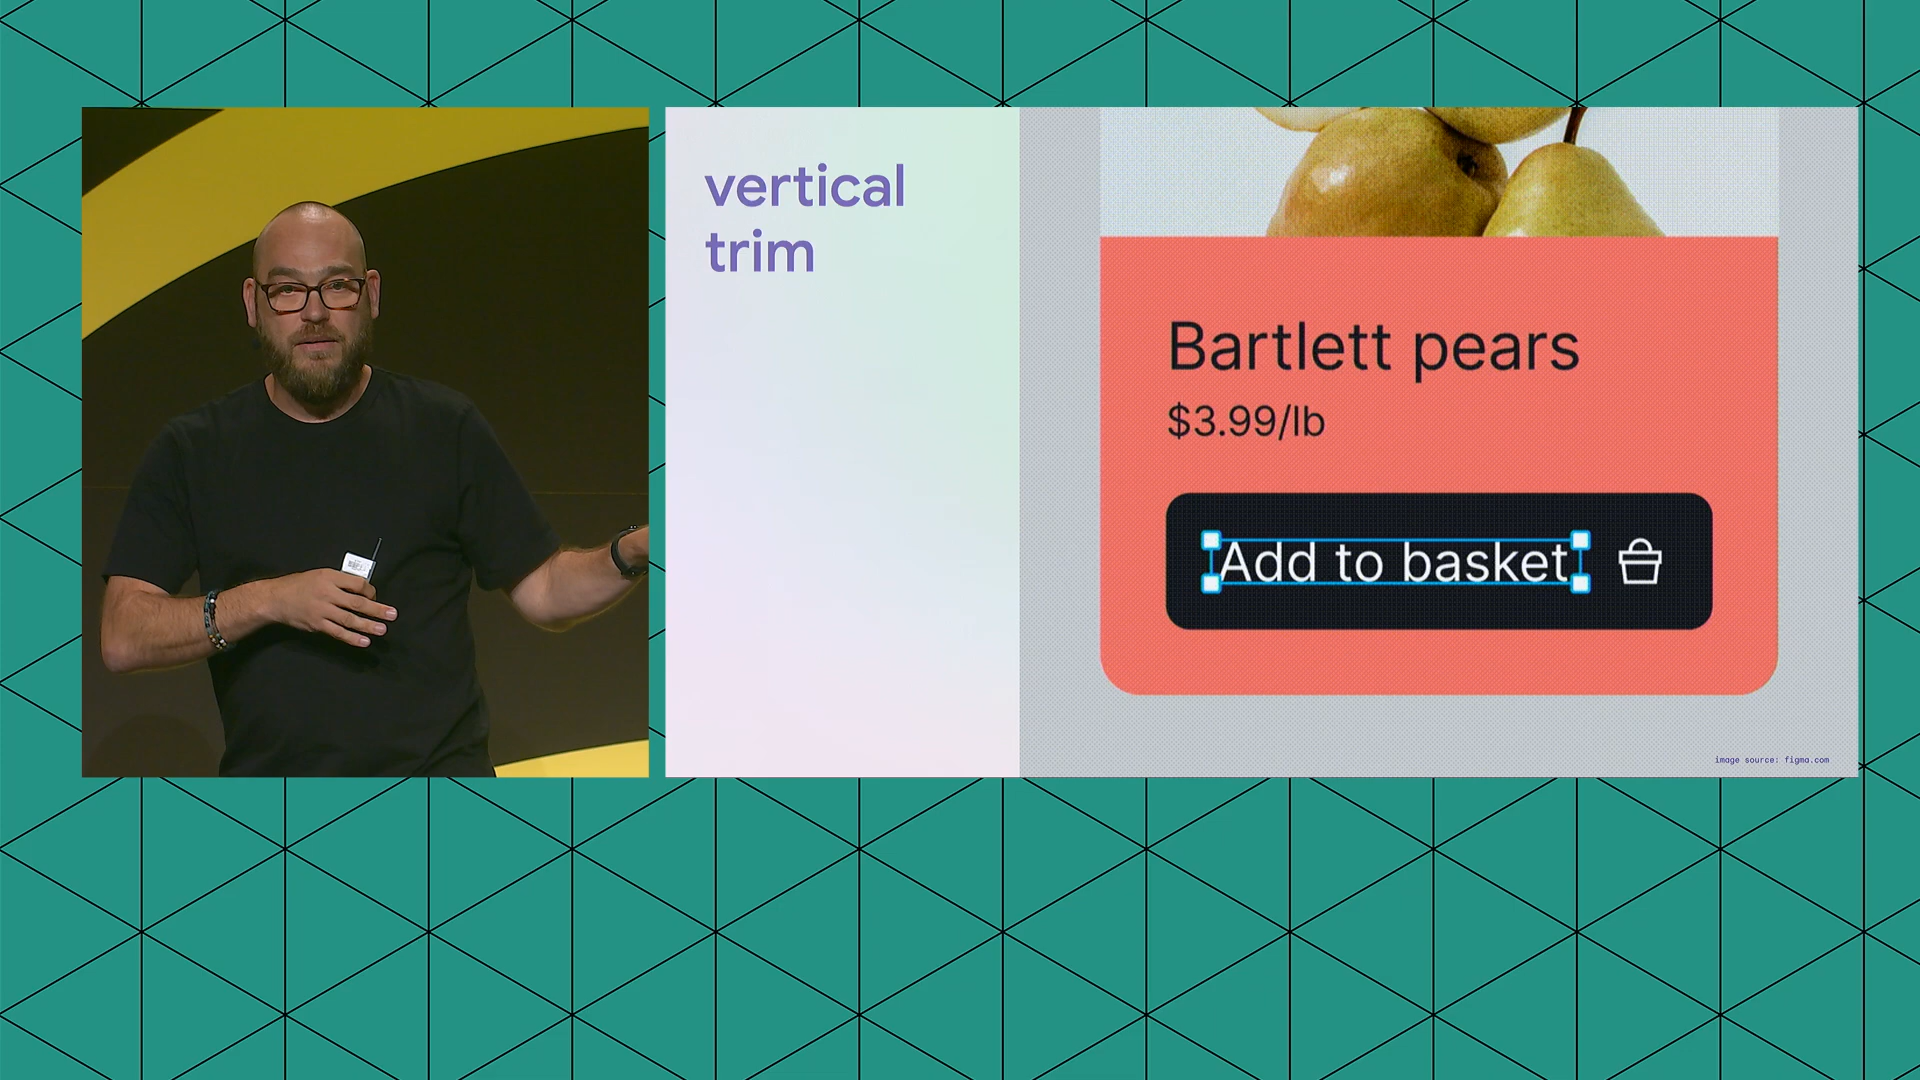 vertical
trim
Bartlett pears
$3.99/lb
Add to basket
image source: figma.com